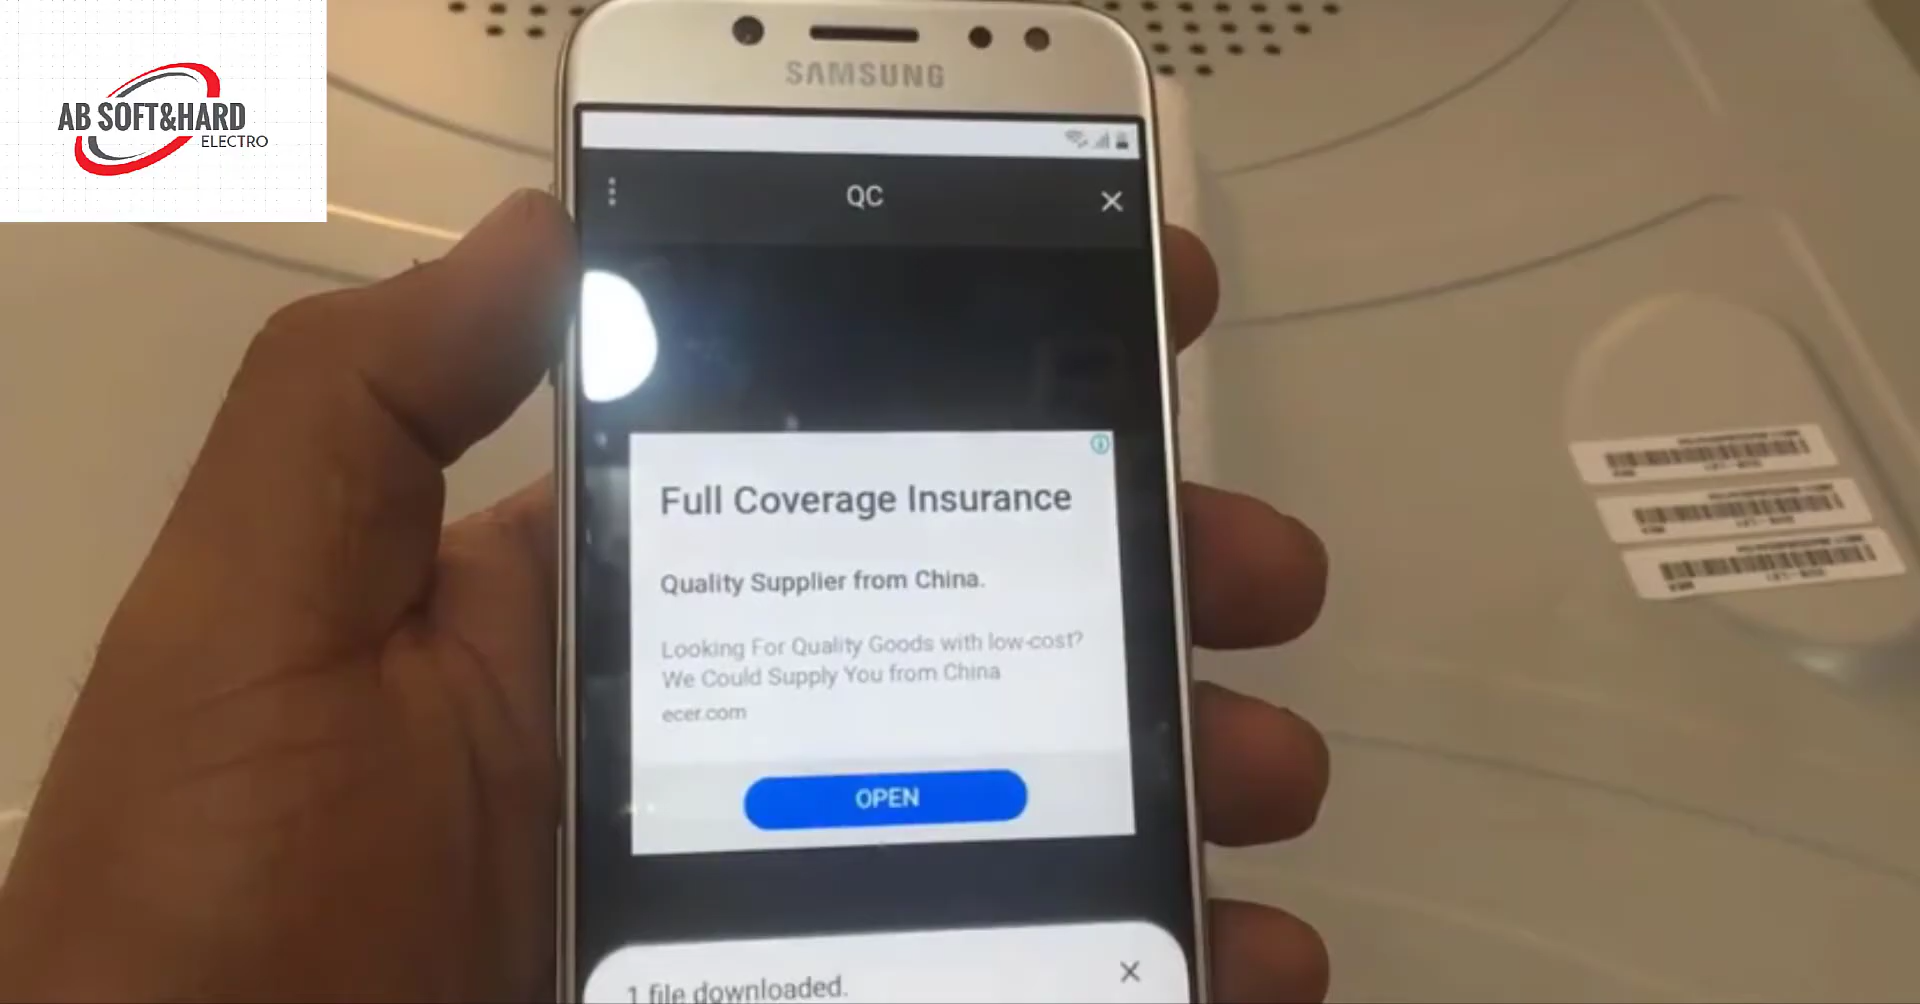 AB SOFT&HARD
ELECTRO
SAMSUNG
QC
Full Coverage Insurance
Quality Supplier from China.
Looking For Quality Goods with low-cost?
We Could Supply You from China
ecer.com
OPEN
1 file downloaded.